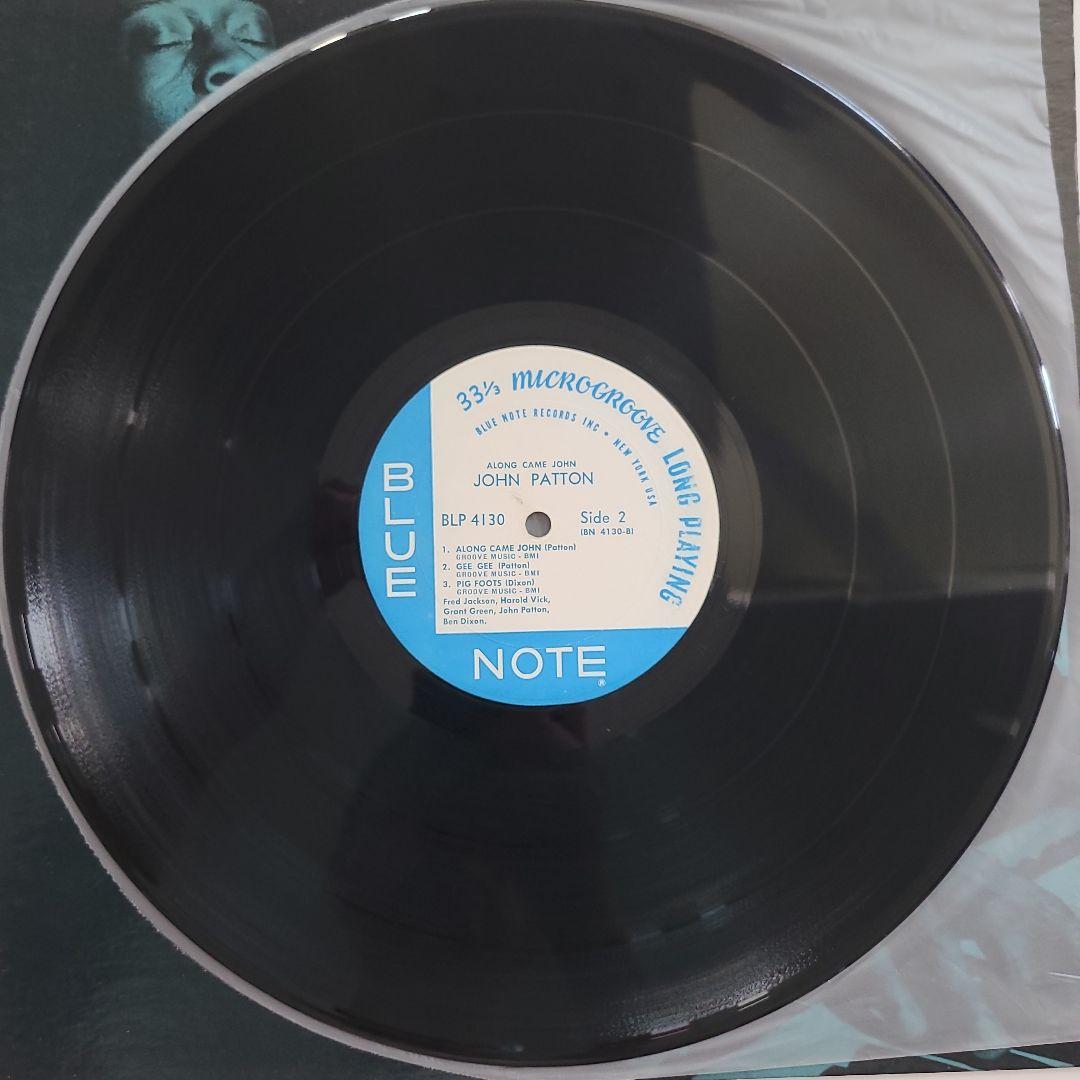 33⅓ MICROGROOVE LONG PLAYING
BLUE NOTE RECORDS INC • NEW YORK USA
ALONG CAME JOHN
JOHN PATTON
BLP 4130
Side 2
(BN 4130-B)
1. ALONG CAME JOHN (Patton)
GROOVE MUSIC - BMI
2. GEE GEE (Patton)
GROOVE MUSIC - BMI
3. PIG FOOTS (Dixon)
GROOVE MUSIC - BMI
Fred Jackson, Harold Vick,
Grant Green, John Patton,
Ben Dixon.
BLUE
NOTE
®